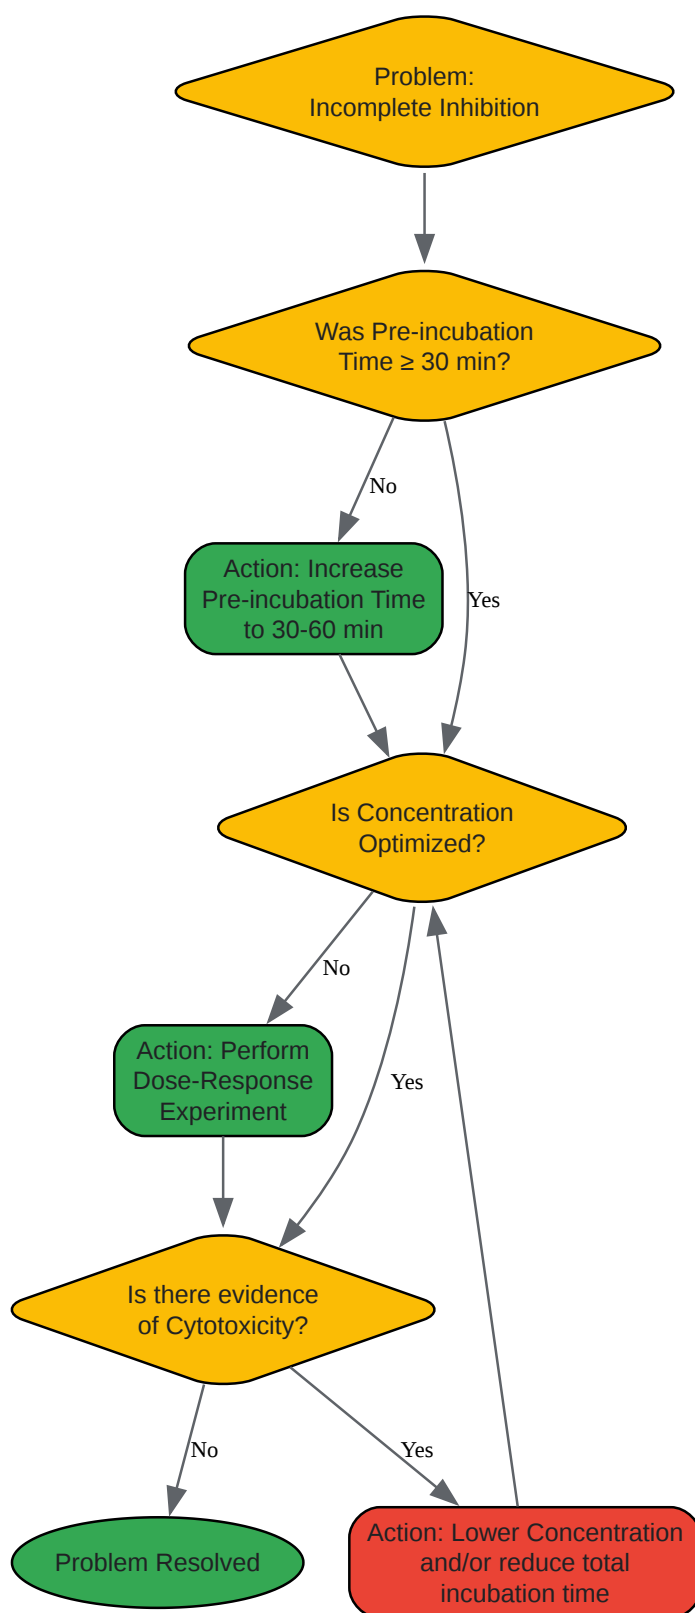 Problem:
Incomplete Inhibition
Was Pre-incubation
Time ≥ 30 min?
No
Action: Increase
Pre-incubation Time
to 30-60 min
Yes
Is Concentration
Optimized?
No
Action: Perform
Dose-Response
Experiment
Yes
Is there evidence
of Cytotoxicity?
No
Yes
Problem Resolved
Action: Lower Concentration
and/or reduce total
incubation time